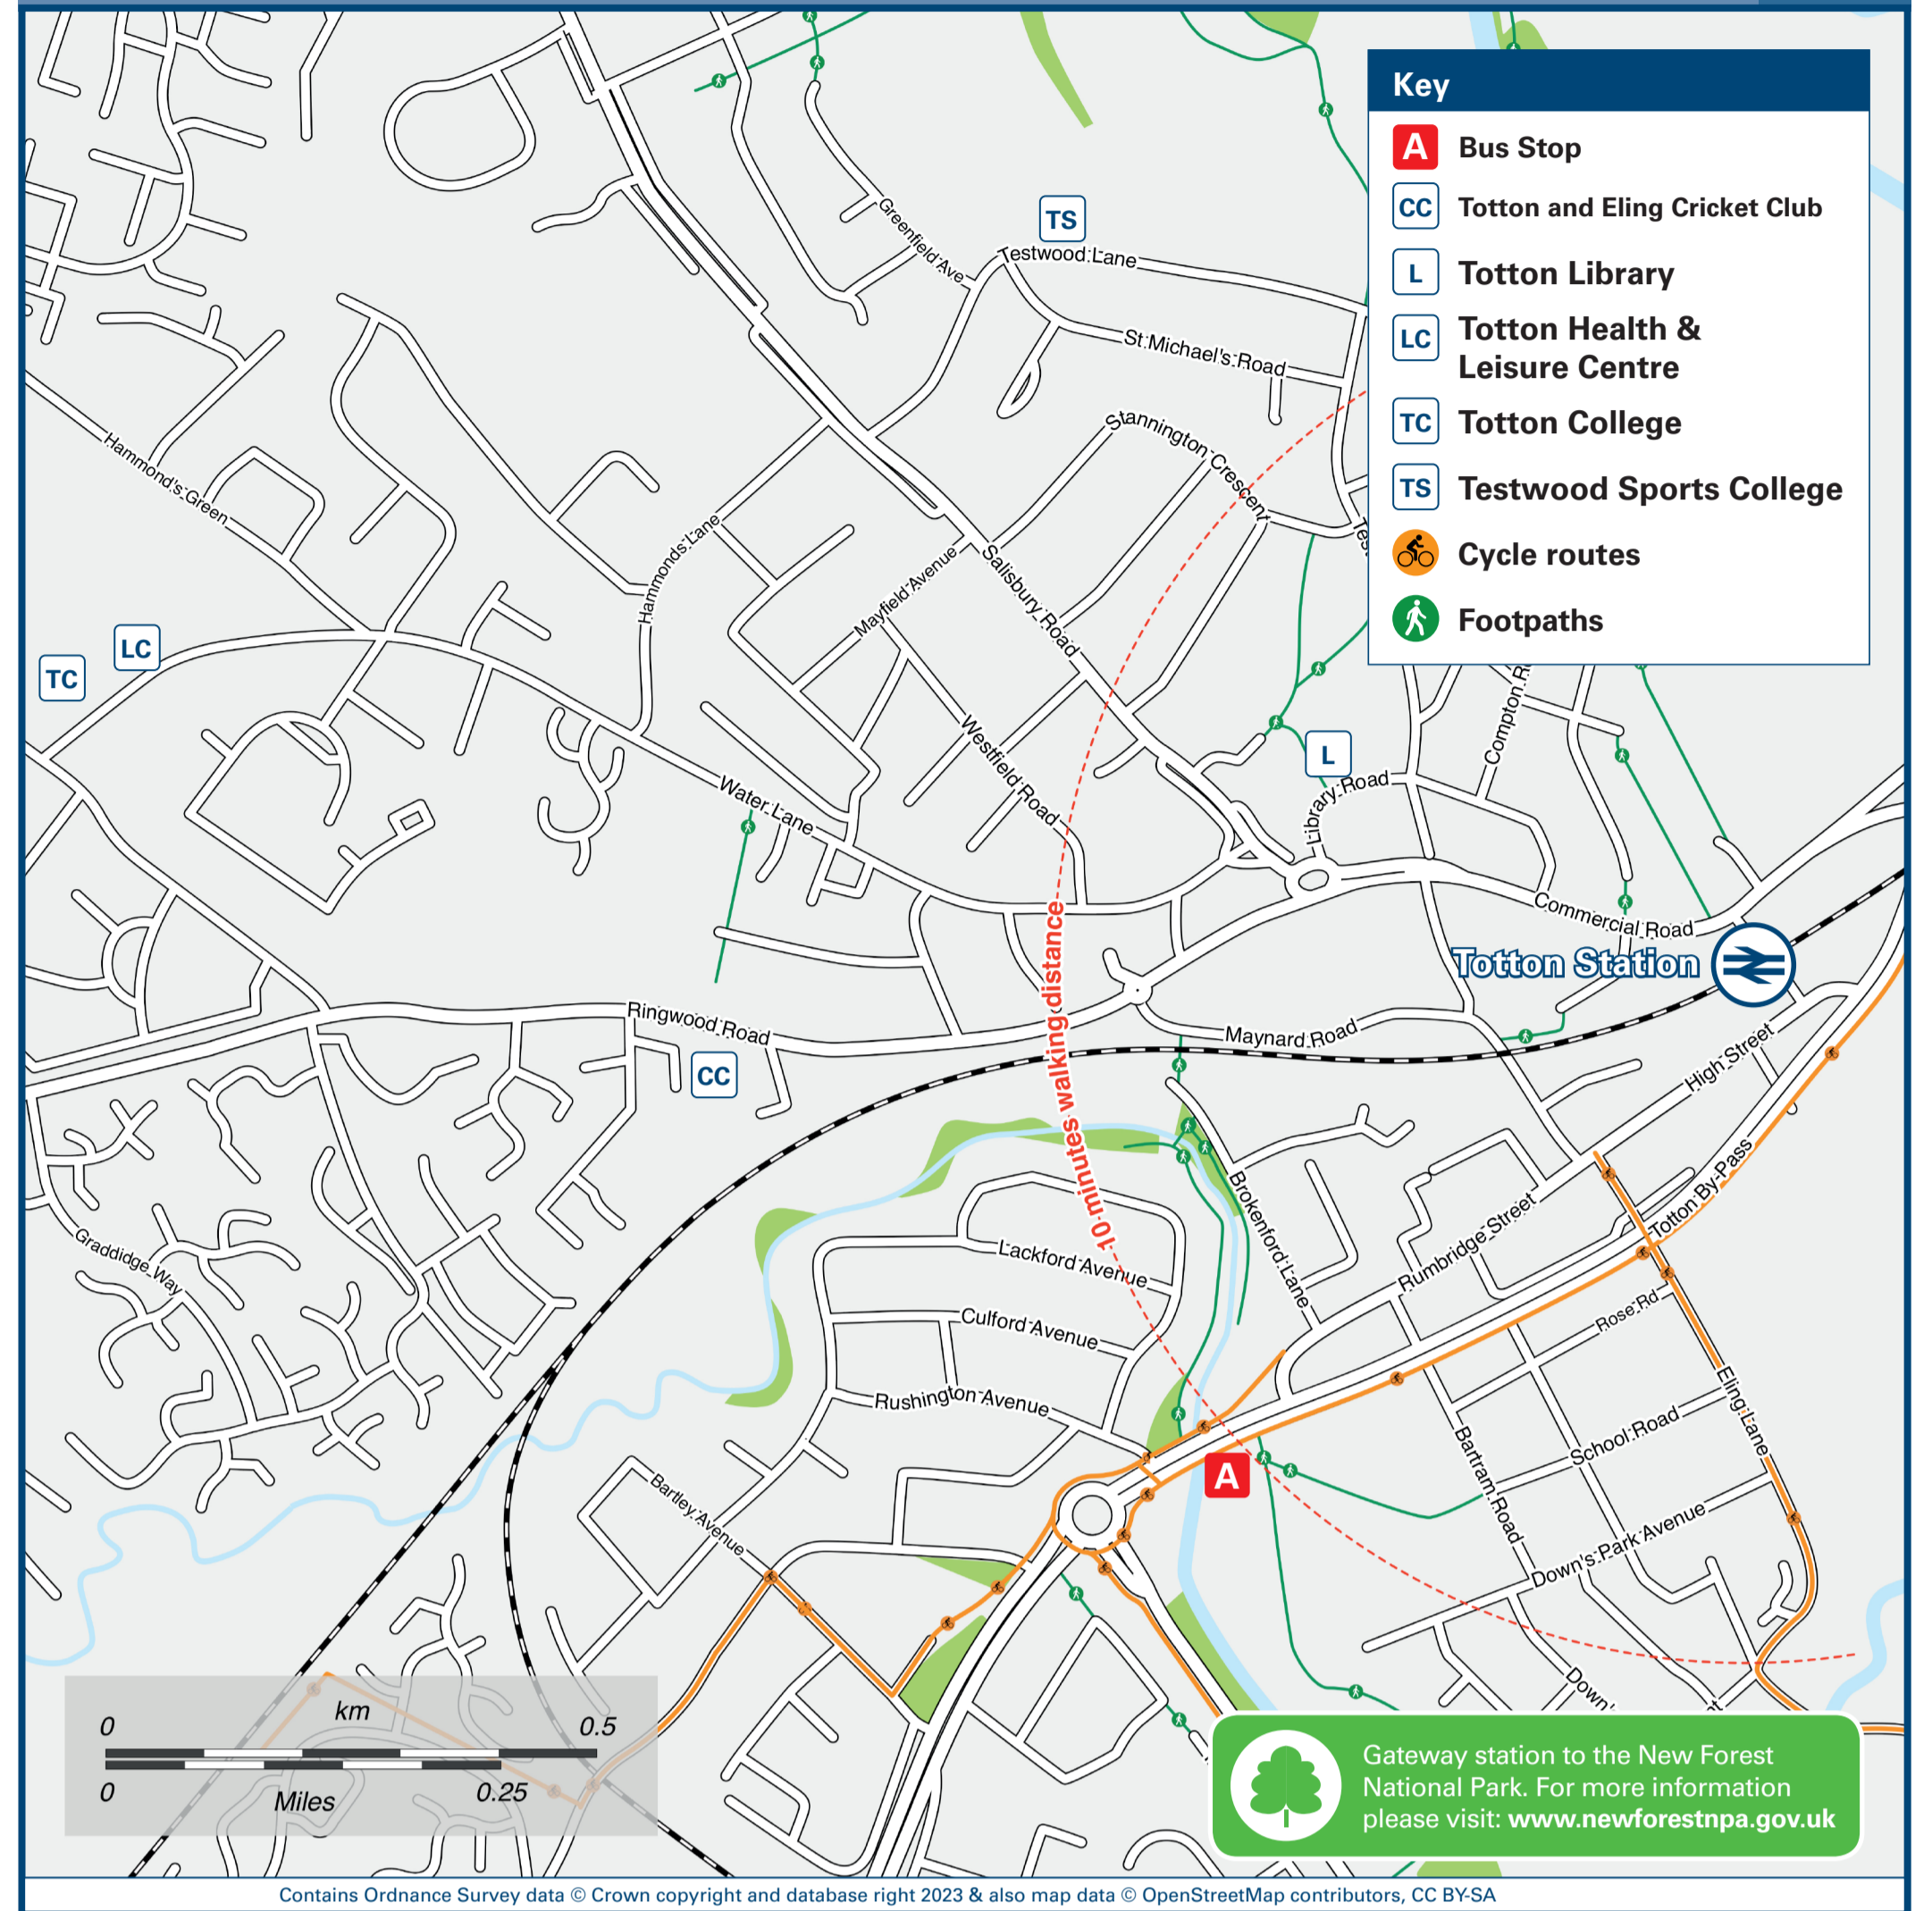 Key
A Bus Stop
CC Totton and Eling Cricket Club
L Totton Library
LC Totton Health &
Leisure Centre
TC Totton College
TS Testwood Sports College
Cycle routes
Footpaths
TS
Greenfield Ave
Testwood Lane
St Michael's Road
Stannington Crescent
Hammond's Green
Hammonds Lane
Mayfield Avenue
Salisbury Road
LC
TC
Compton
Westfield Road
L
Library Road
Water Lane
Commercial Road
Totton Station
10 minutes walking distance
Ringwood Road
Maynard Road
CC
High Street
Totton By-Pass
Brokenford Lane
Rumbridge Street
Graddidge Way
Lackford Avenue
Culford Avenue
Rose Rd
Rushington Avenue
Eling Lane
School Road
Bartram Road
A
Bartley Avenue
Down's Park Avenue
Down'
km
0 0.5
0 0.25
Miles
Gateway station to the New Forest
National Park. For more information
please visit: www.newforestnpa.gov.uk
Contains Ordnance Survey data © Crown copyright and database right 2023 & also map data © OpenStreetMap contributors, CC BY-SA